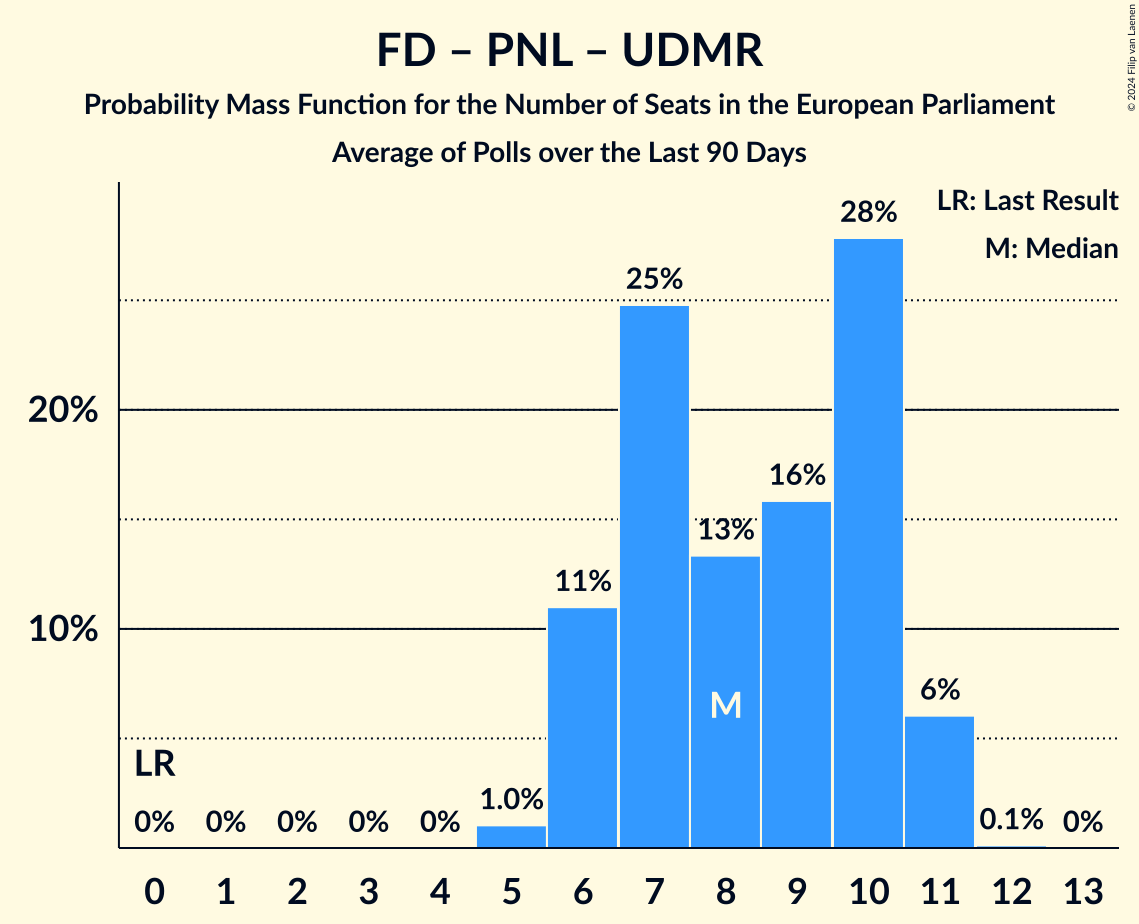 FD – PNL – UDMR
Probability Mass Function for the Number of Seats in the European Parliament
Average of Polls over the Last 90 Days
© 2024 Filip van Laenen
LR: Last Result
M: Median
28%
25%
20%
16%
13%
11%
10%
M
6%
LR
1.0%
0% 0% 0% 0% 0% 0.1% 0%
0 1 2 3 4 5 6 7 8 9 10 11 12 13